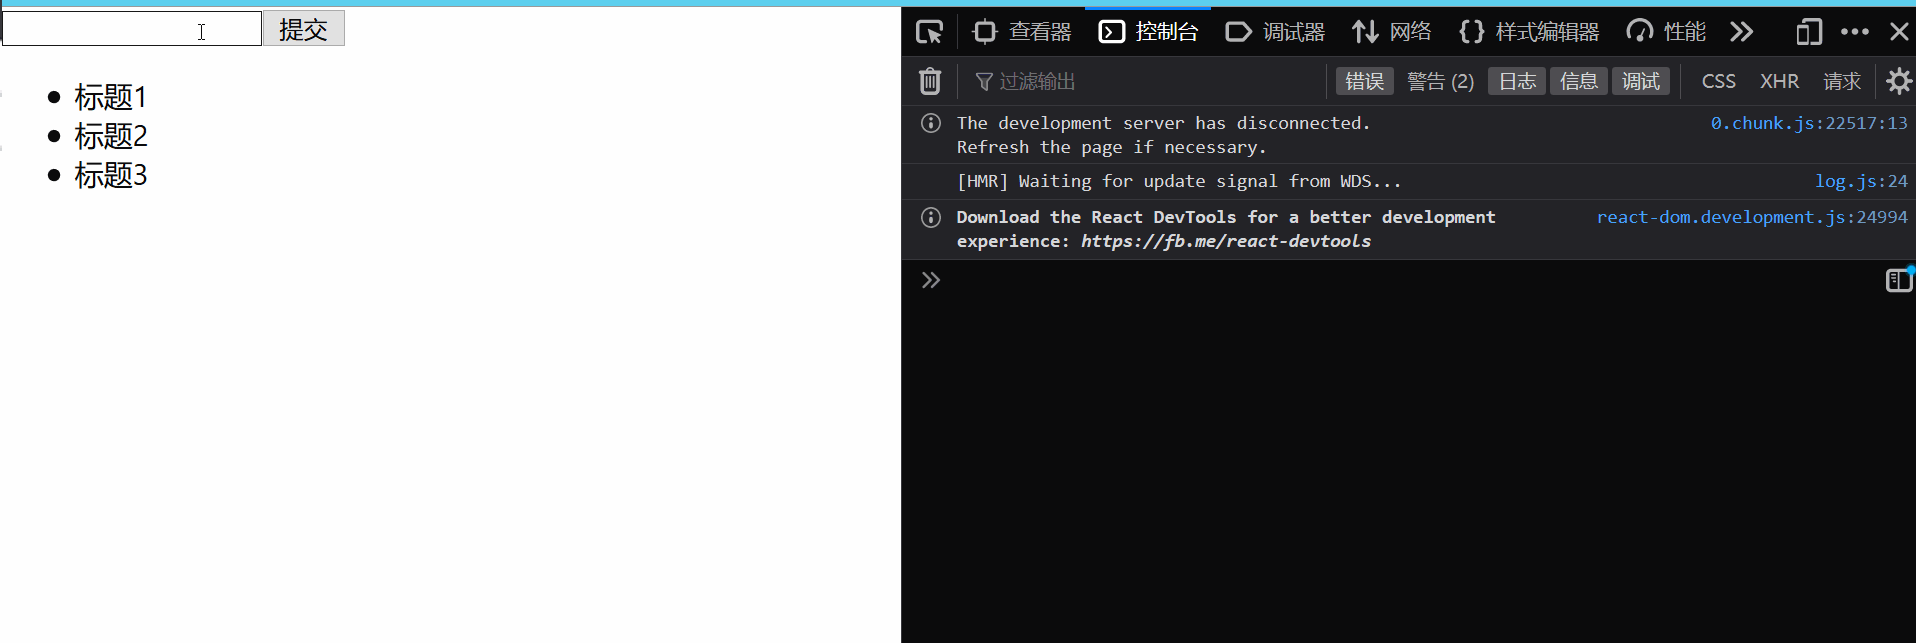 提交
标题1
标题2
标题3
查看器 控制台 调试器 网络 样式编辑器 性能
过滤输出 错误 警告 (2) 日志 信息 调试 CSS XHR 请求
The development server has disconnected. 0.chunk.js:22517:13
Refresh the page if necessary.
[HMR] Waiting for update signal from WDS... log.js:24
Download the React DevTools for a better development react-dom.development.js:24994
experience: https://fb.me/react-devtools